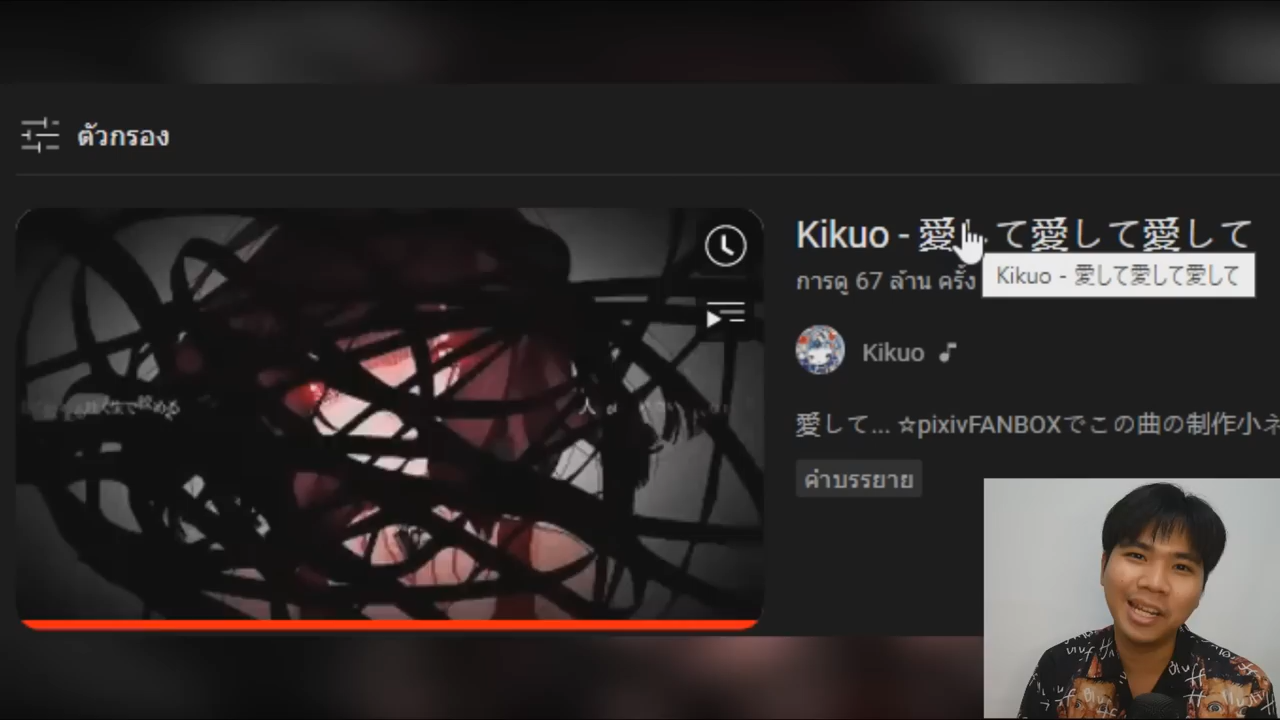 ตัวกรอง
Kikuo - 愛して愛して愛して
การดู 67 ล้าน ครั้ง
Kikuo - 愛して愛して愛して
Kikuo
愛して... ☆pixivFANBOXでこの曲の制作小ネ
คำบรรยาย